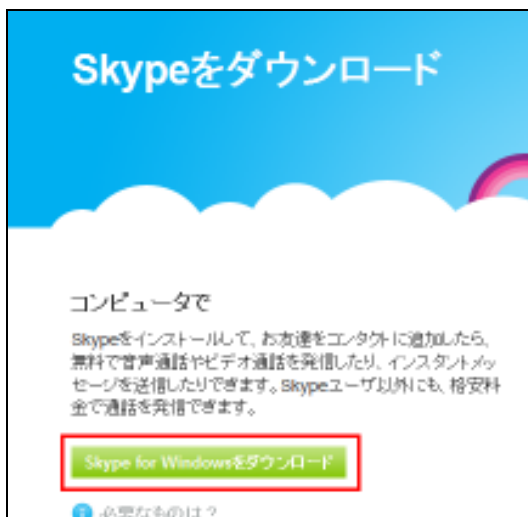 Skypeをダウンロード
コンピュータで
Skypeをインストールして、お友達をコンタクトに追加したら、
無料で音声通話やビデオ通話を発信したり、インスタントメッ
セージを送信したりできます。Skypeユーザ以外にも、格安料
金で通話を発信できます。
Skype for Windowsをダウンロード
必要なものは？